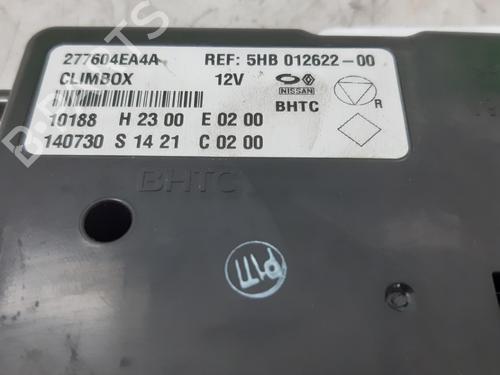 277604EA4A REF: 5HB 012622-00
CLIMBOX 12V
NISSAN
BHTC R
10188 H 23 00 E 02 00
140730 S 14 21 C 02 00
BHTC